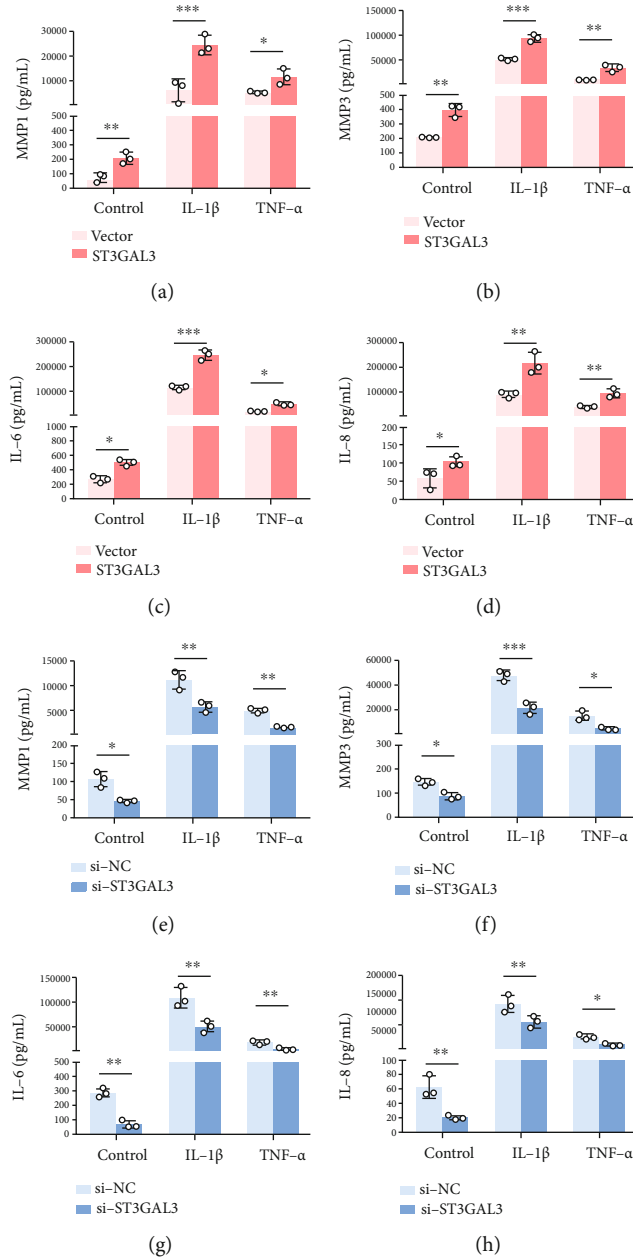 30000
20000
10000
500
400
300
200
100
0
MMP1 (pg/mL)
**
***
*
Control
IL–1β
TNF–α
Vector
ST3GAL3
(a)
150000
100000
50000
500
400
300
200
100
0
MMP3 (pg/mL)
**
***
**
Control
IL–1β
TNF–α
Vector
ST3GAL3
(b)
300000
200000
100000
1000
800
600
400
200
0
IL–6 (pg/mL)
*
***
*
Control
IL–1β
TNF–α
Vector
ST3GAL3
(c)
300000
200000
100000
200
150
100
50
0
IL–8 (pg/mL)
*
**
**
Control
IL–1β
TNF–α
Vector
ST3GAL3
(d)
15000
10000
5000
200
150
100
50
0
MMP1 (pg/mL)
*
**
**
Control
IL–1β
TNF–α
si–NC
si–ST3GAL3
(e)
60000
40000
20000
300
200
100
0
MMP3 (pg/mL)
*
***
*
Control
IL–1β
TNF–α
si–NC
si–ST3GAL3
(f)
150000
100000
50000
500
400
300
200
100
0
IL–6 (pg/mL)
**
**
**
Control
IL–1β
TNF–α
si–NC
si–ST3GAL3
(g)
200000
150000
100000
50000
100
80
60
40
20
0
IL–8 (pg/mL)
**
**
*
Control
IL–1β
TNF–α
si–NC
si–ST3GAL3
(h)